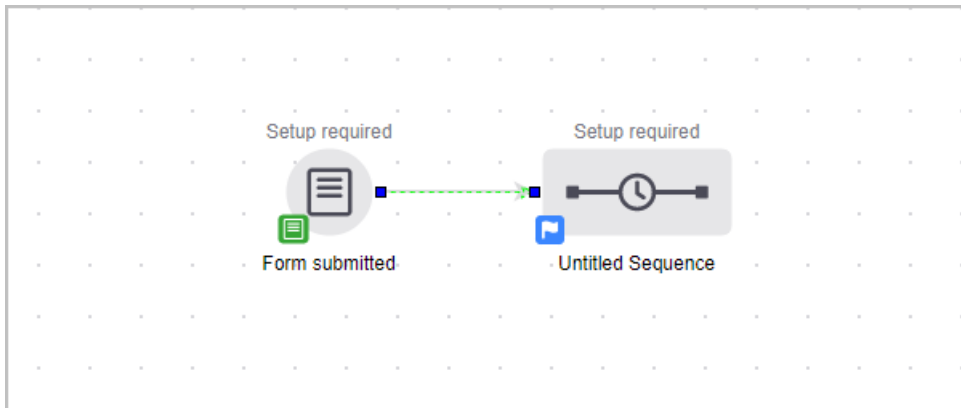 Setup required
Setup required
Form submitted
Untitled Sequence